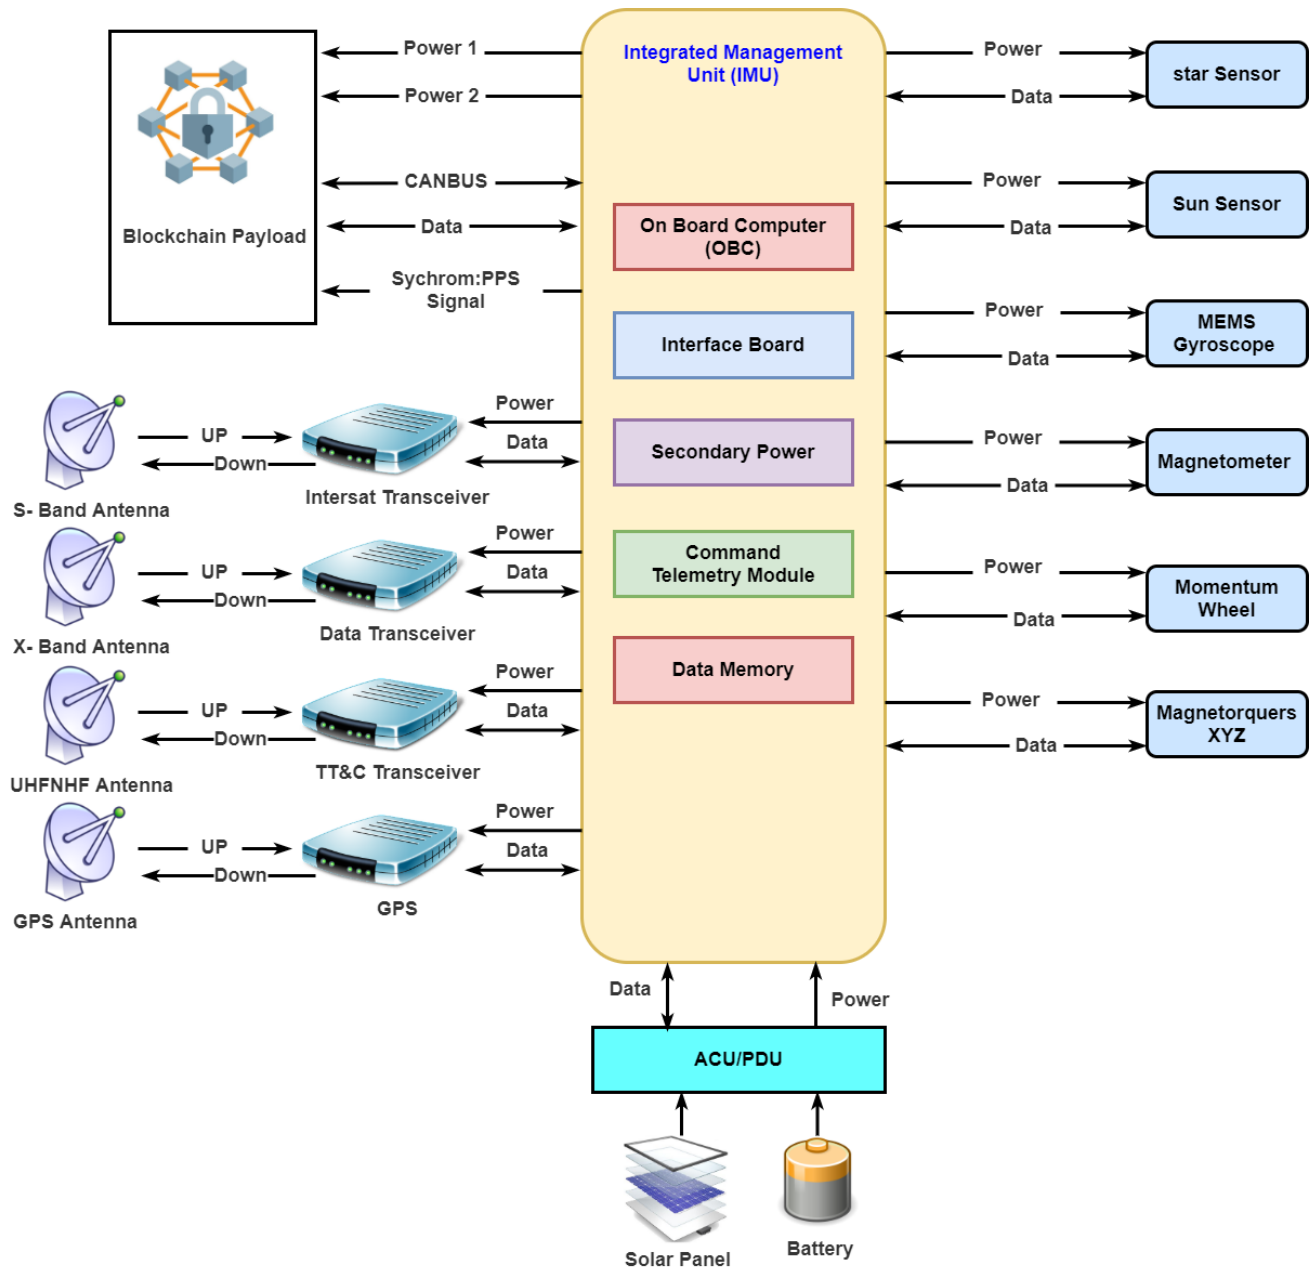 Integrated Management
Unit (IMU)
Power 1
Power 2
CANBUS
Data
Sychrom:PPS
Signal
Blockchain Payload
On Board Computer
(OBC)
Interface Board
Secondary Power
Command
Telemetry Module
Data Memory
Power
Data
star Sensor
Power
Data
Sun Sensor
Power
Data
MEMS
Gyroscope
Power
Data
Magnetometer
Power
Data
Momentum
Wheel
Power
Data
Magnetorquers
XYZ
UP
Down
S- Band Antenna
Intersat Transceiver
Power
Data
UP
Down
X- Band Antenna
Data Transceiver
Power
Data
UP
Down
UHFNHF Antenna
TT&C Transceiver
Power
Data
UP
Down
GPS Antenna
GPS
Power
Data
Data
Power
ACU/PDU
Solar Panel
Battery